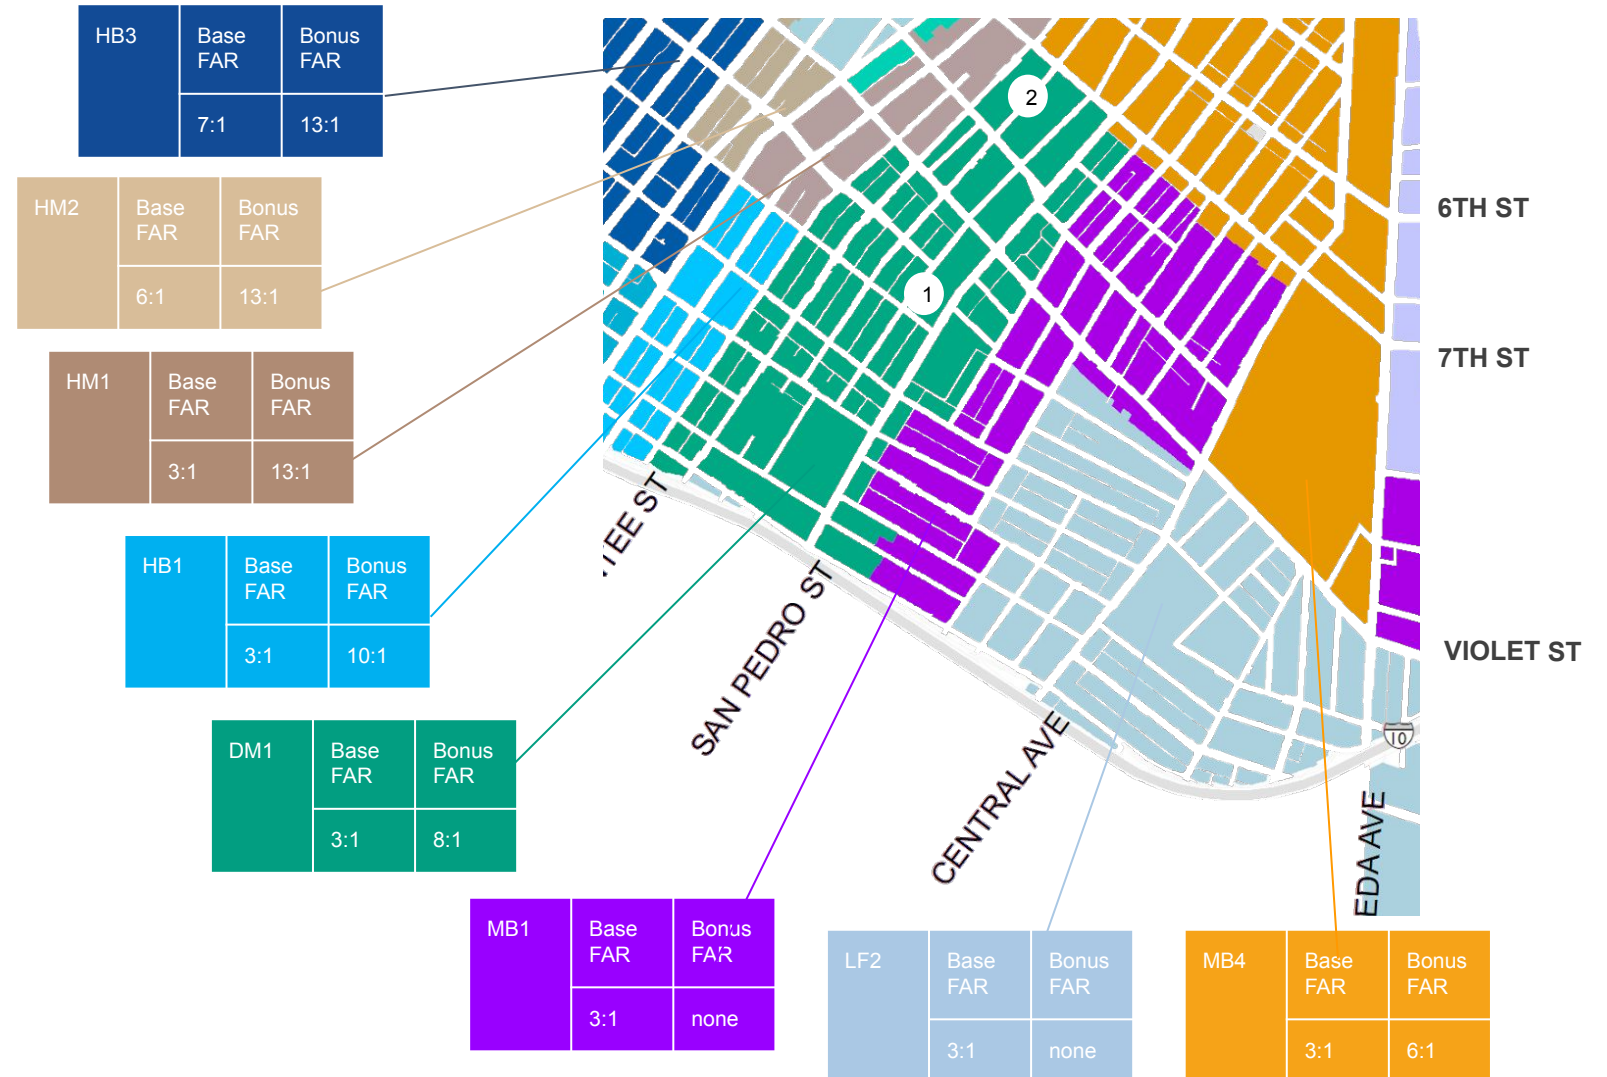 HB3
Base
FAR
Bonus
FAR
7:1
13:1
HM2
Base
FAR
Bonus
FAR
6:1
13:1
HM1
Base
FAR
Bonus
FAR
3:1
13:1
HB1
Base
FAR
Bonus
FAR
3:1
10:1
DM1
Base
FAR
Bonus
FAR
3:1
8:1
MB1
Base
FAR
Bonus
FAR
3:1
none
LF2
Base
FAR
Bonus
FAR
3:1
none
MB4
Base
FAR
Bonus
FAR
3:1
6:1
2
1
6TH ST
7TH ST
VIOLET ST
TEE ST
SAN PEDRO ST
CENTRAL AVE
EDA AVE
10